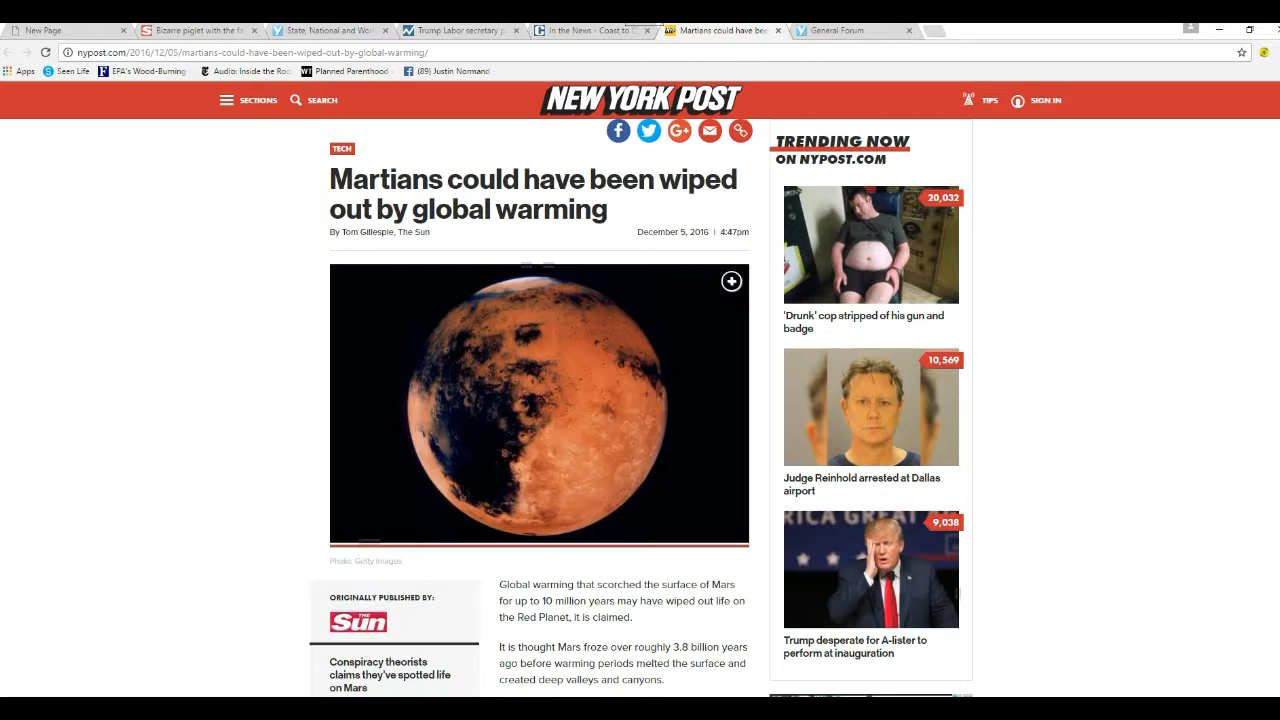 New Page
Bizarre piglet with the fa
State, National and Wor
Trump Labor secretary p
In the News - Coast to C
Martians could have bee
General Forum
nypost.com/2016/12/05/martians-could-have-been-wiped-out-by-global-warming/
Apps
Seen Life
EPA's Wood-Burning
Audio: Inside the Roo
Planned Parenthood
(89) Justin Normand
SECTIONS
SEARCH
NEW YORK POST
TIPS
SIGN IN
TECH
Martians could have been wiped
out by global warming
By Tom Gillespie, The Sun
December 5, 2016 | 4:47pm
Photo: Getty Images
ORIGINALLY PUBLISHED BY:
THE Sun
Conspiracy theorists
claims they've spotted life
on Mars
Global warming that scorched the surface of Mars
for up to 10 million years may have wiped out life on
the Red Planet, it is claimed.
It is thought Mars froze over roughly 3.8 billion years
ago before warming periods melted the surface and
created deep valleys and canyons.
TRENDING NOW
ON NYPOST.COM
20,032
'Drunk' cop stripped of his gun and
badge
10,569
Judge Reinhold arrested at Dallas
airport
RICA GREAT
9,038
Trump desperate for A-lister to
perform at inauguration